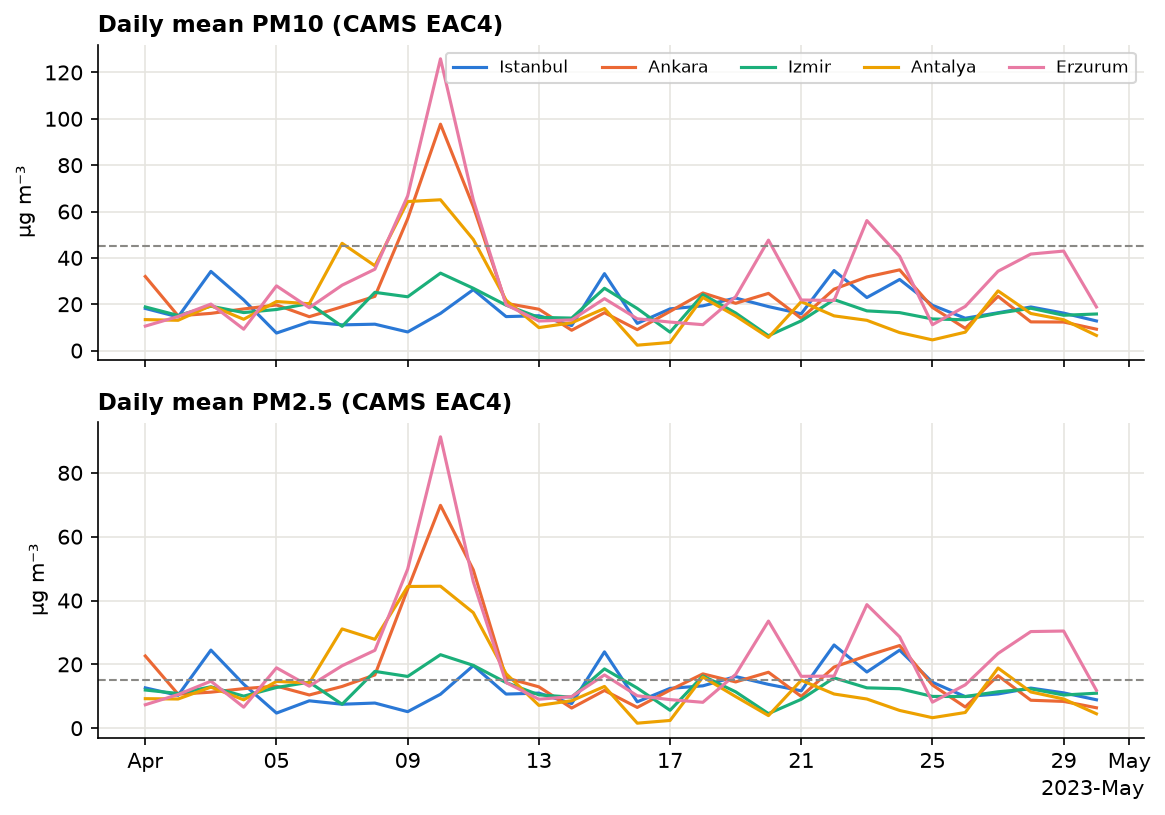 Daily mean PM10 (CAMS EAC4)
Istanbul Ankara Izmir Antalya Erzurum
120
100
80
60
40
20
0
µg m⁻³
Daily mean PM2.5 (CAMS EAC4)
80
60
40
20
0
µg m⁻³
Apr 05 09 13 17 21 25 29 May
2023-May